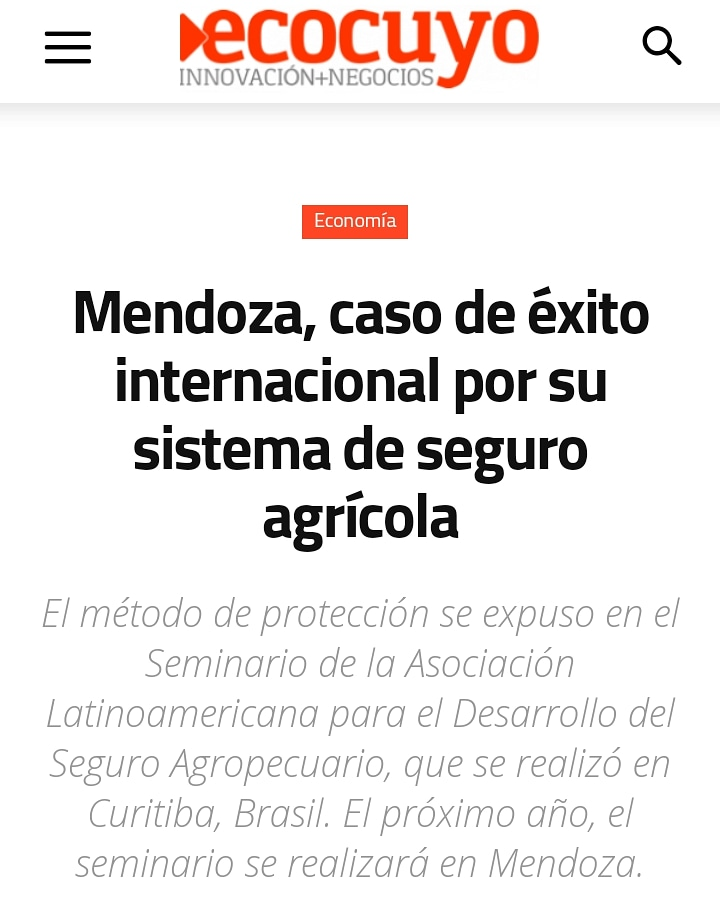 ecocuyo
INNOVACIÓN+NEGOCIOS
Economía
Mendoza, caso de éxito
internacional por su
sistema de seguro
agrícola
El método de protección se expuso en el
Seminario de la Asociación
Latinoamericana para el Desarrollo del
Seguro Agropecuario, que se realizó en
Curitiba, Brasil. El próximo año, el
seminario se realizará en Mendoza.